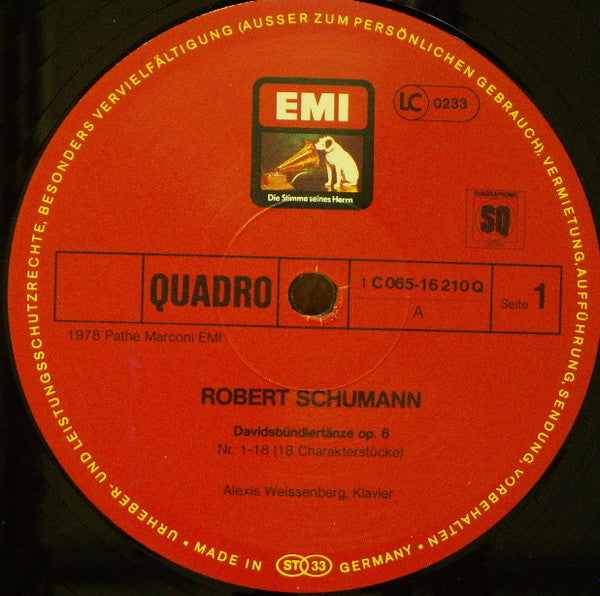 URHEBER- UND LEISTUNGSSCHUTZRECHTE, BESONDERS VERVIELFÄLTIGUNG (AUSSER ZUM PERSÖNLICHEN GEBRAUCH), VERMIETUNG, AUFFÜHRUNG, SENDUNG, VORBEHALTEN • MADE IN ST 33 GERMANY •
EMI
Die Stimme seines Herrn
LC 0233
QUADRAPHONIC
SQ
QUADRO
1 C 065-16 210 Q
A
Seite 1
1978 Pathe Marconi EMI
ROBERT SCHUMANN
Davidsbündlertänze op. 6
Nr. 1-18 (18 Charakterstücke)
Alexis Weissenberg, Klavier